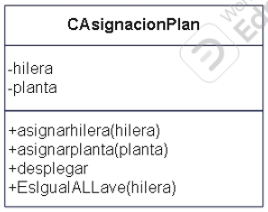 CAsignacionPlan
-hilera
-planta
+asignarhilera(hilera)
+asignarplanta(planta)
+desplegar
+EsIgualALLave(hilera)